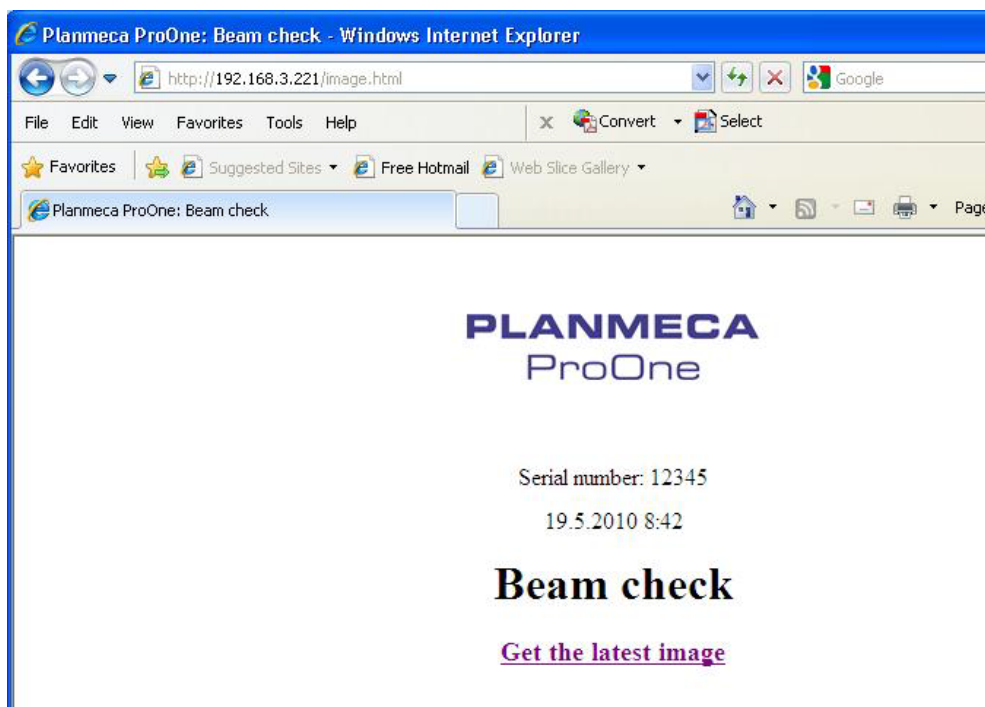 Planmeca ProOne: Beam check - Windows Internet Explorer
http://192.168.3.221/image.html Google
File Edit View Favorites Tools Help x Convert Select
Favorites Suggested Sites Free Hotmail Web Slice Gallery
Planmeca ProOne: Beam check Page
PLANMECA
ProOne
Serial number: 12345
19.5.2010 8:42
Beam check
Get the latest image